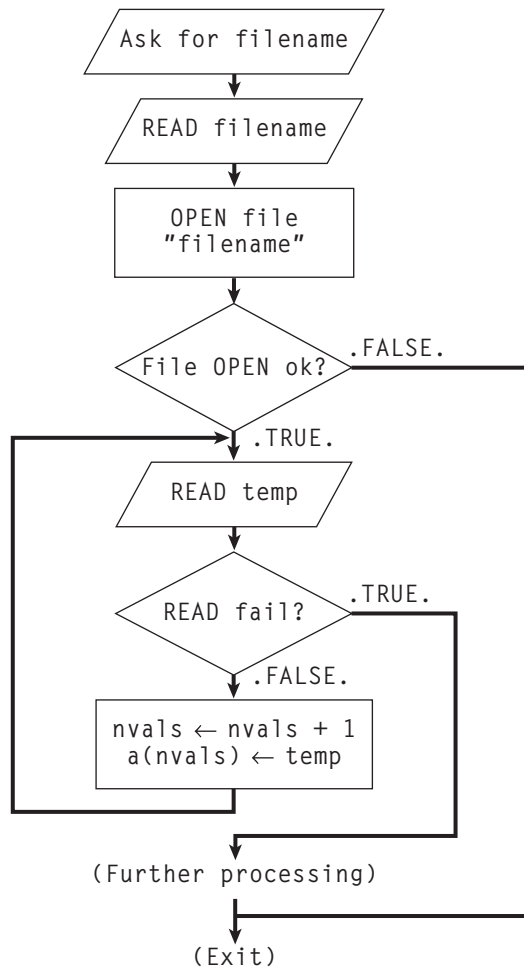 Ask for filename
READ filename
OPEN file
"filename"
File OPEN ok?
.FALSE.
.TRUE.
READ temp
READ fail?
.TRUE.
.FALSE.
nvals ← nvals + 1
a(nvals) ← temp
(Further processing)
(Exit)